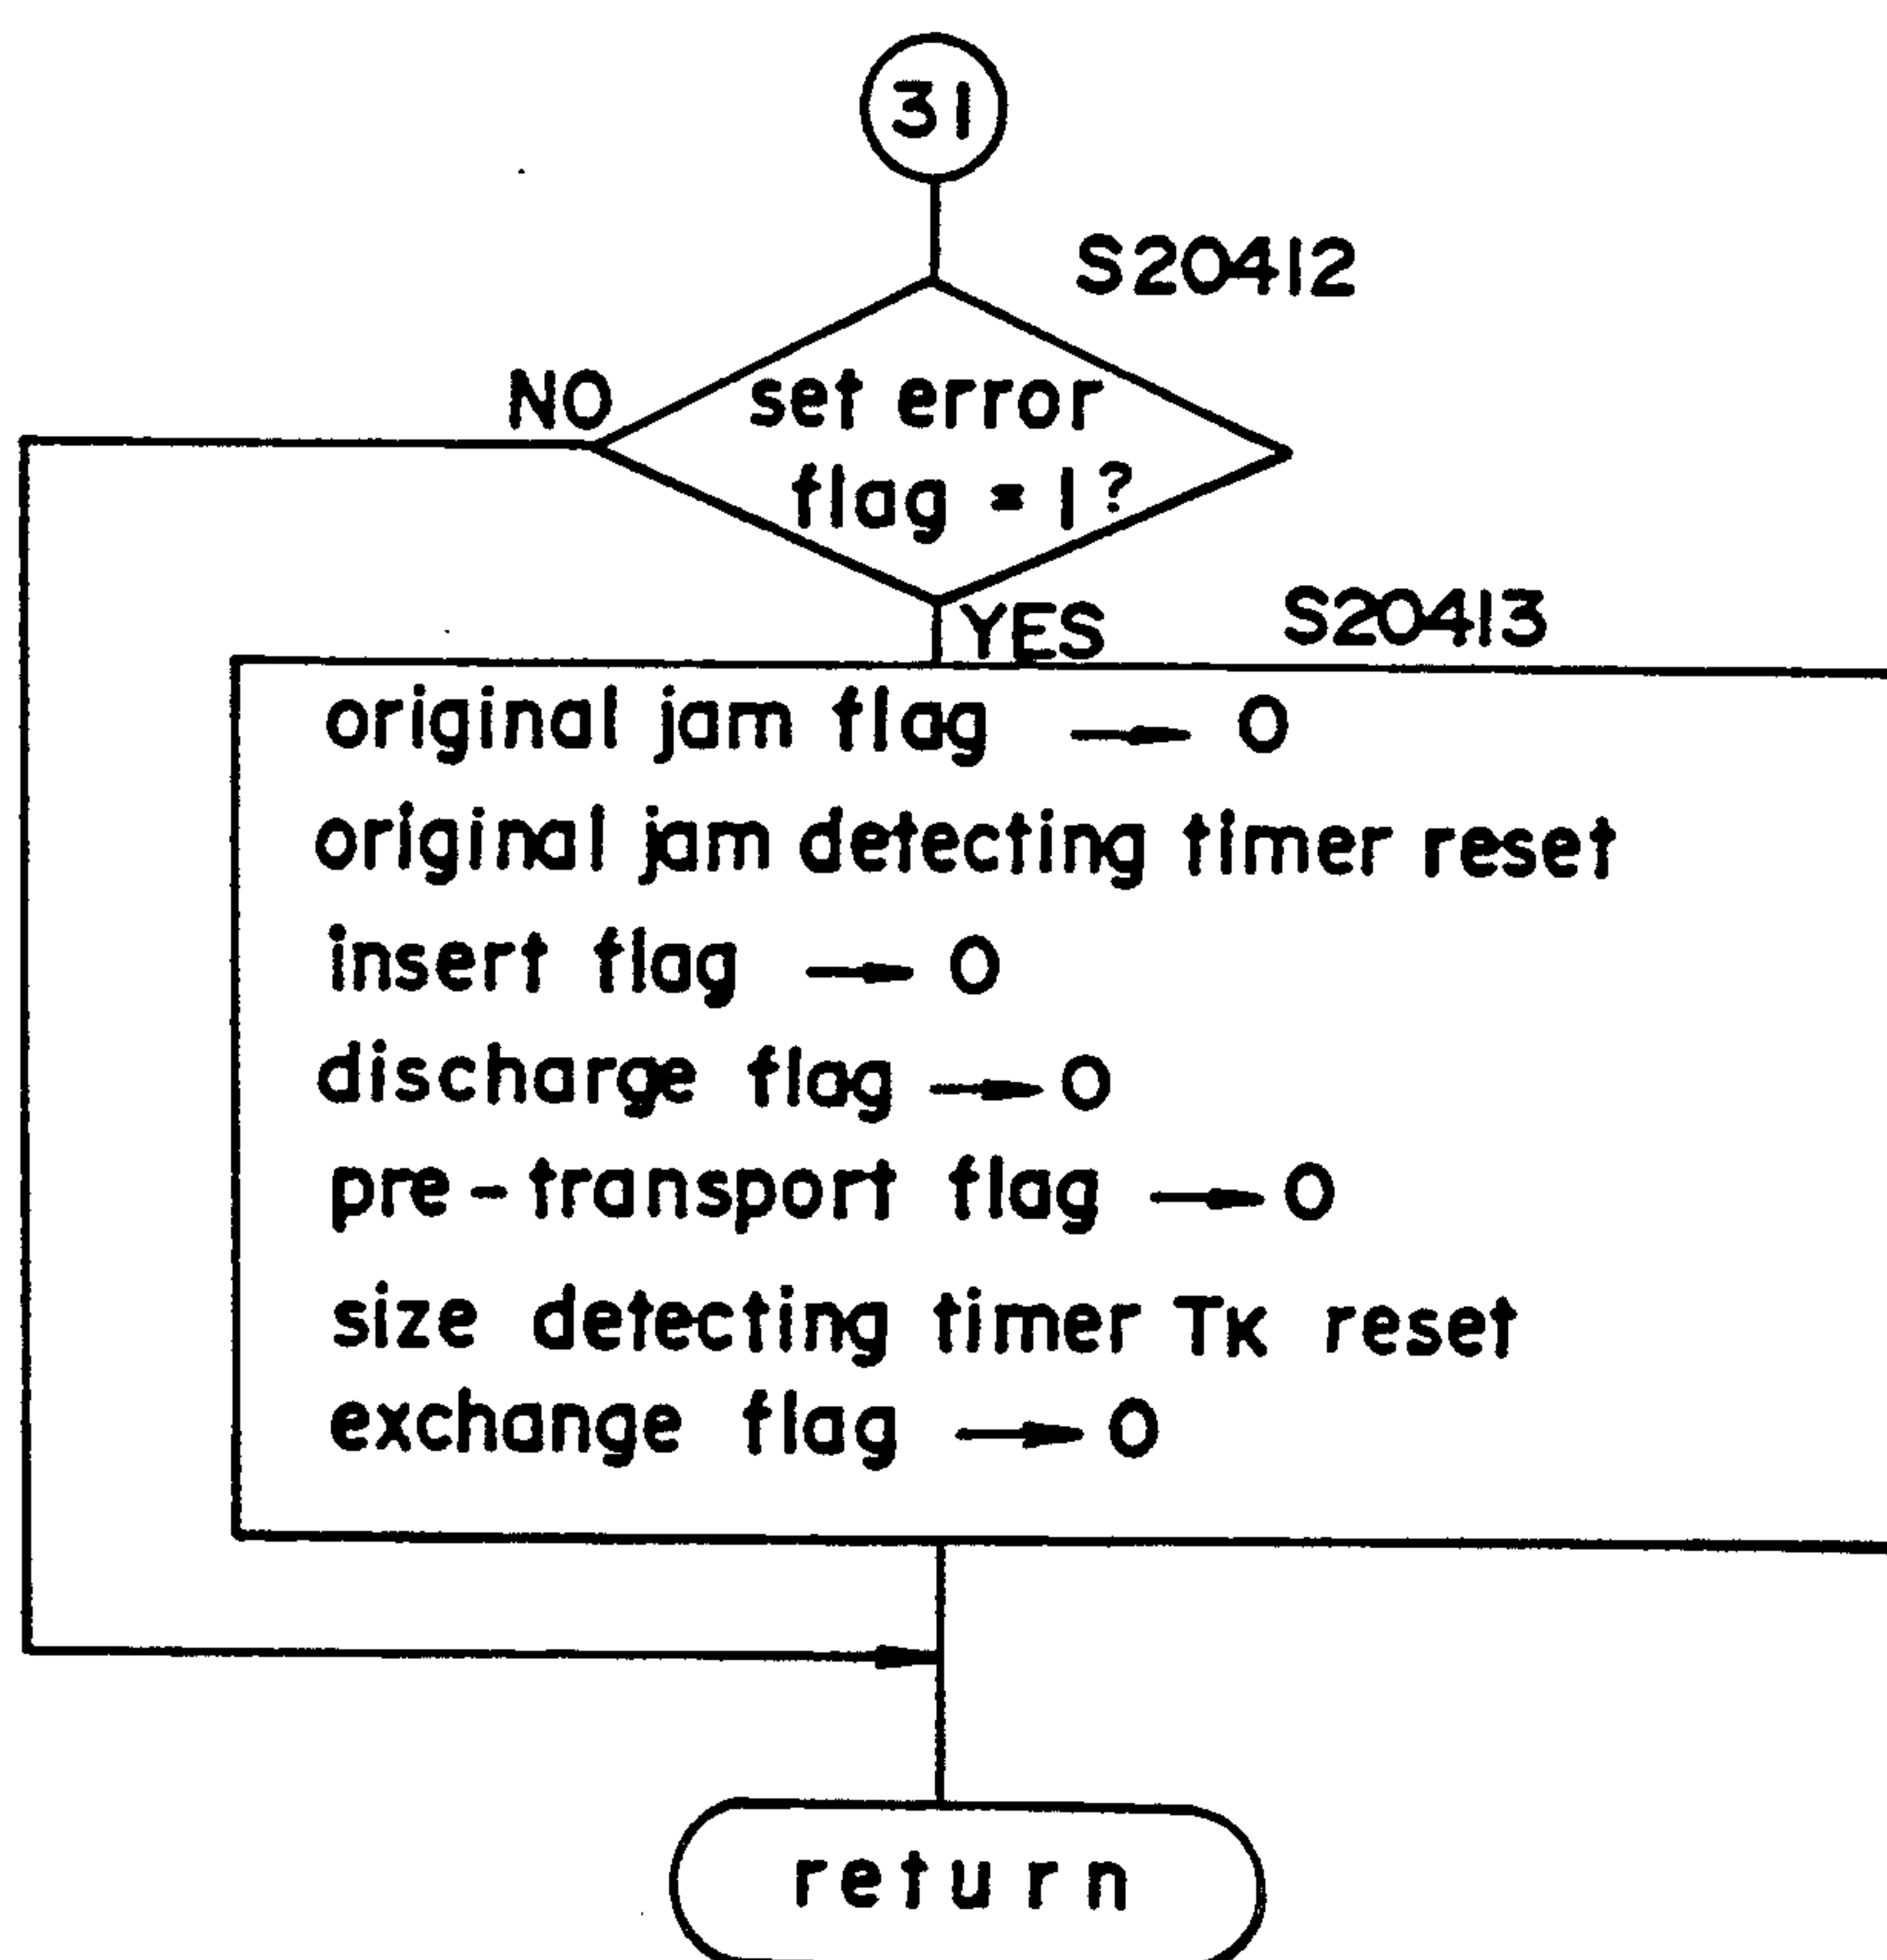 31
S20412
NO
set error
flag = 1?
YES
S20413
original jam flag → 0
original jam detecting timer reset
insert flag → 0
discharge flag → 0
pre-transport flag → 0
size detecting timer TK reset
exchange flag → 0
return